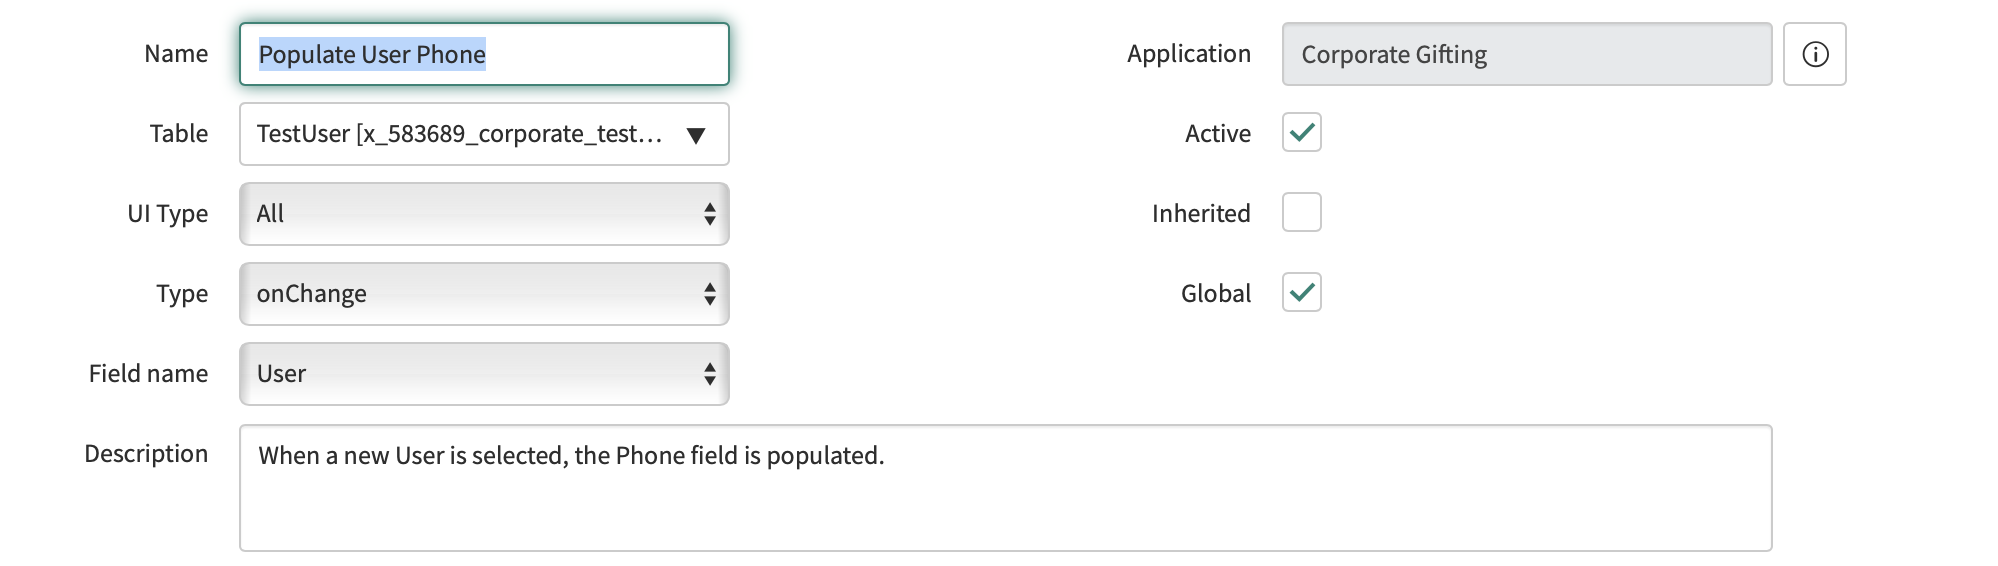 Name Populate User Phone Application Corporate Gifting
Table TestUser [x_583689_corporate_test... Active
UI Type All Inherited
Type onChange Global
Field name User
Description When a new User is selected, the Phone field is populated.